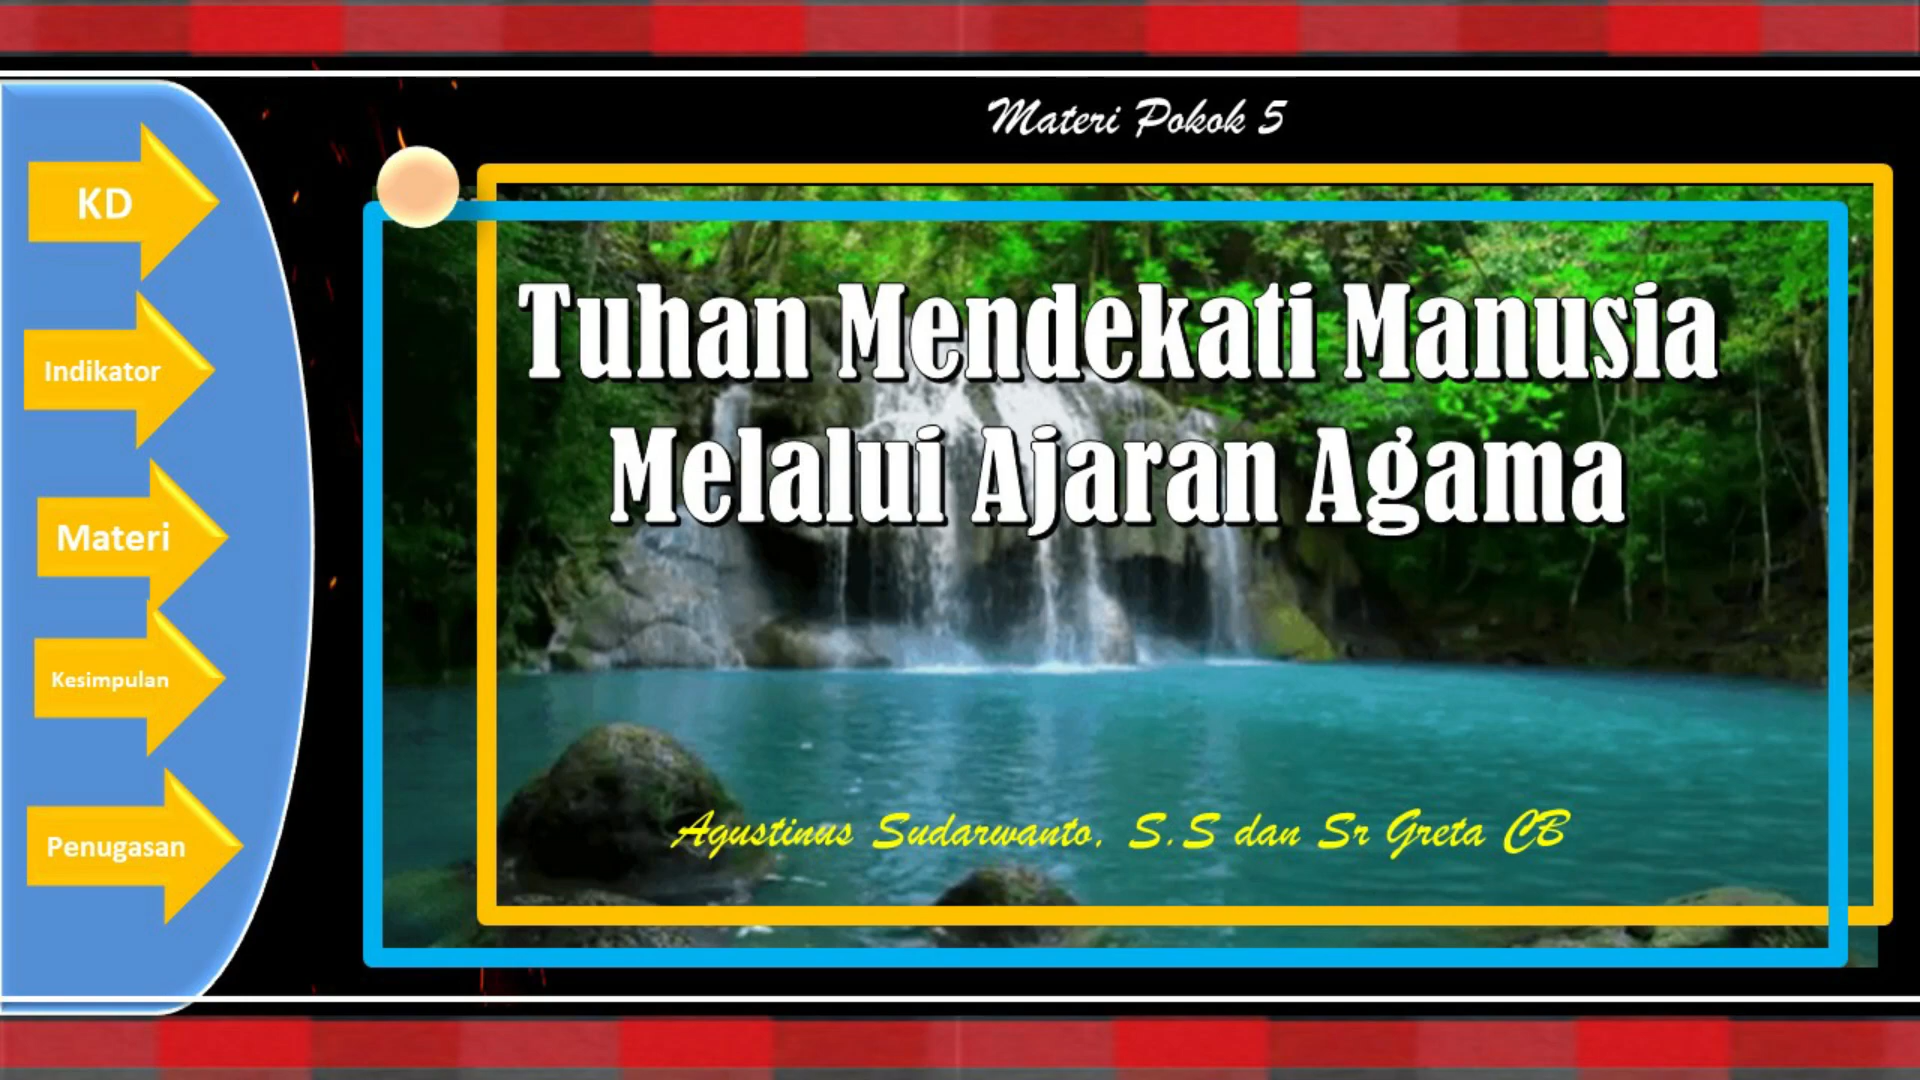 Materi Pokok 5
KD
Indikator
Materi
Kesimpulan
Penugasan
Tuhan Mendekati Manusia
Melalui Ajaran Agama
Agustinus Sudarwanto, S.S dan Sr Greta CB